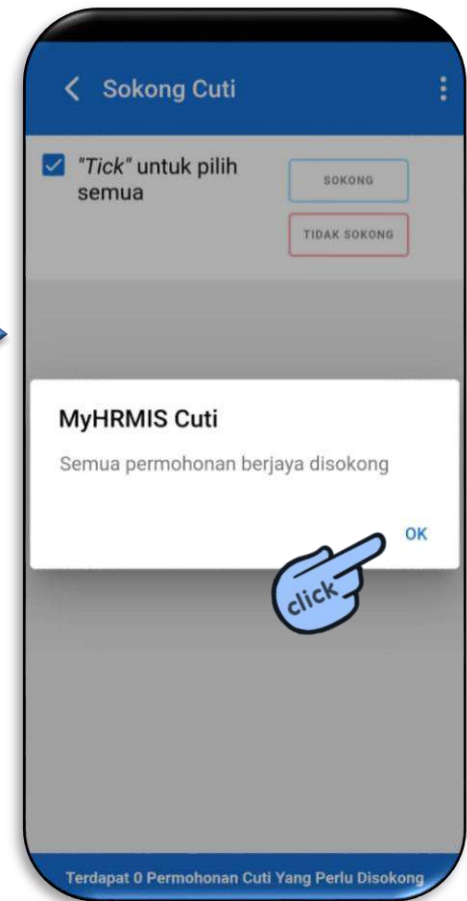 Sokong Cuti
"Tick" untuk pilih
semua
SOKONG
TIDAK SOKONG
MyHRMIS Cuti
Semua permohonan berjaya disokong
OK
click
Terdapat 0 Permohonan Cuti Yang Perlu Disokong